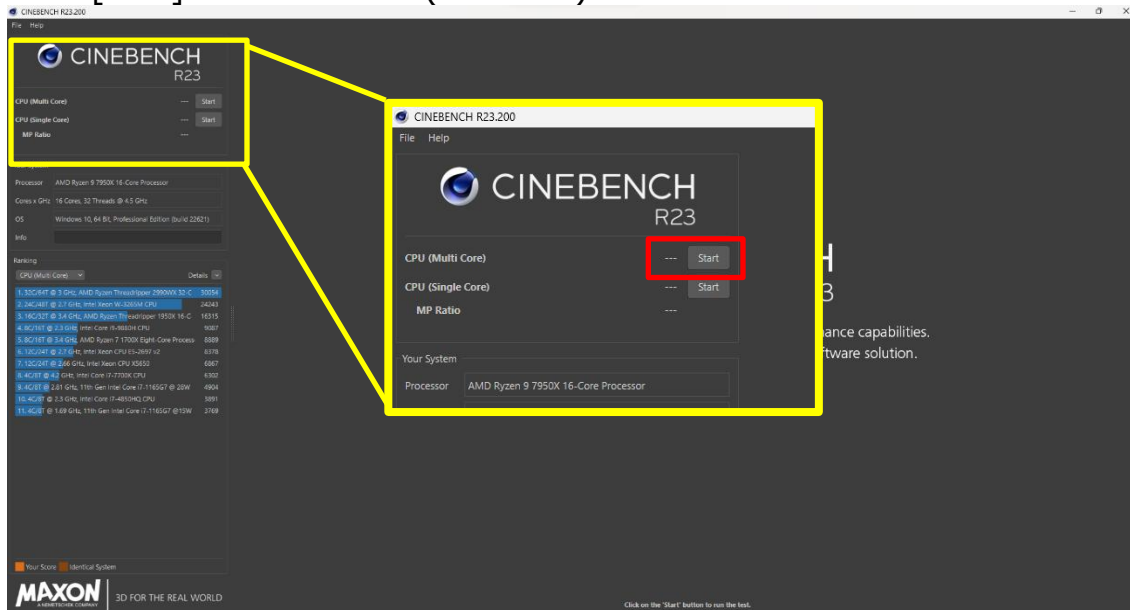 CINEBENCH R23.200
File Help
CINEBENCH
R23
CPU (Multi Core) --- Start
CPU (Single Core) --- Start
MP Ratio ---
Processor AMD Ryzen 9 7950X 16-Core Processor
Cores x GHz 16 Cores, 32 Threads @ 4.5 GHz
OS Windows 10, 64 Bit, Professional Edition (build 22621)
Info
Ranking
CPU (Multi Core) Details
1. 32C/64T @ 3 GHz, AMD Ryzen Threadripper 2990WX 32-C 30054
2. 24C/48T @ 2.7 GHz, Intel Xeon W-3265M CPU 24243
3. 16C/32T @ 3.4 GHz, AMD Ryzen Threadripper 1950X 16-C 16315
4. 8C/16T @ 2.3 GHz, Intel Core i9-9880H CPU 9087
5. 8C/16T @ 3.4 GHz, AMD Ryzen 7 1700X Eight-Core Process 8889
6. 12C/24T @ 2.7 GHz, Intel Xeon CPU E5-2697 v2 8378
7. 12C/24T @ 2.66 GHz, Intel Xeon CPU X5650 6867
8. 4C/8T @ 4.2 GHz, Intel Core i7-7700K CPU 6302
9. 4C/8T @ 2.81 GHz, 11th Gen Intel Core i7-1165G7 @ 28W 4904
10. 4C/8T @ 2.3 GHz, Intel Core i7-4850HQ CPU 3891
11. 4C/8T @ 1.69 GHz, 11th Gen Intel Core i7-1165G7 @15W 3769
Your Score Identical System
MAXON
A NEMETSCHEK COMPANY
3D FOR THE REAL WORLD
CINEBENCH R23.200
File Help
CINEBENCH
R23
CPU (Multi Core) --- Start
CPU (Single Core) --- Start
MP Ratio ---
Your System
Processor AMD Ryzen 9 7950X 16-Core Processor
H
3
ance capabilities.
ftware solution.
Click on the 'Start' button to run the test.